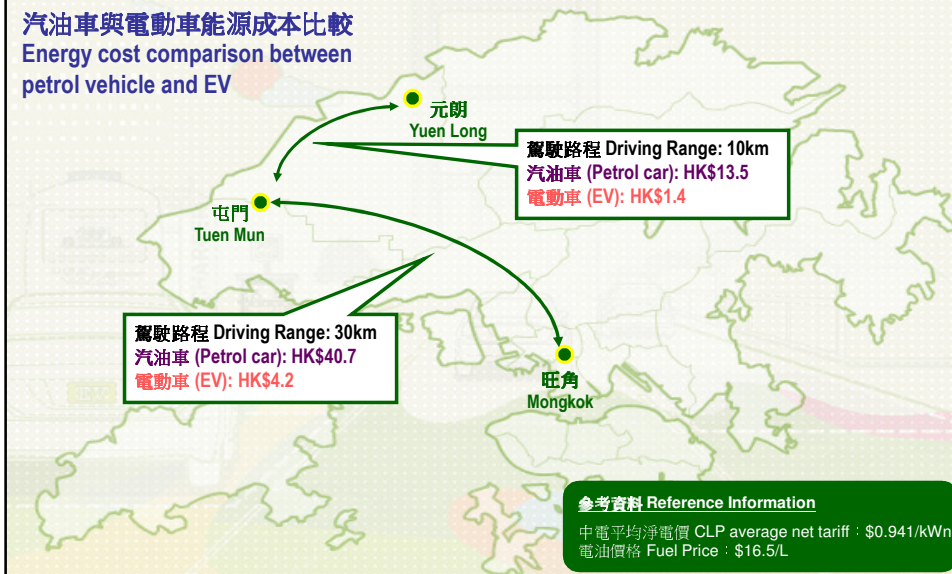 汽油車與電動車能源成本比較
Energy cost comparison between
petrol vehicle and EV
元朗
Yuen Long
駕駛路程 Driving Range: 10km
汽油車 (Petrol car): HK$13.5
電動車 (EV): HK$1.4
屯門
Tuen Mun
駕駛路程 Driving Range: 30km
汽油車 (Petrol car): HK$40.7
電動車 (EV): HK$4.2
旺角
Mongkok
參考資料 Reference Information
中電平均淨電價 CLP average net tariff：$0.941/kWh
電油價格 Fuel Price：$16.5/L